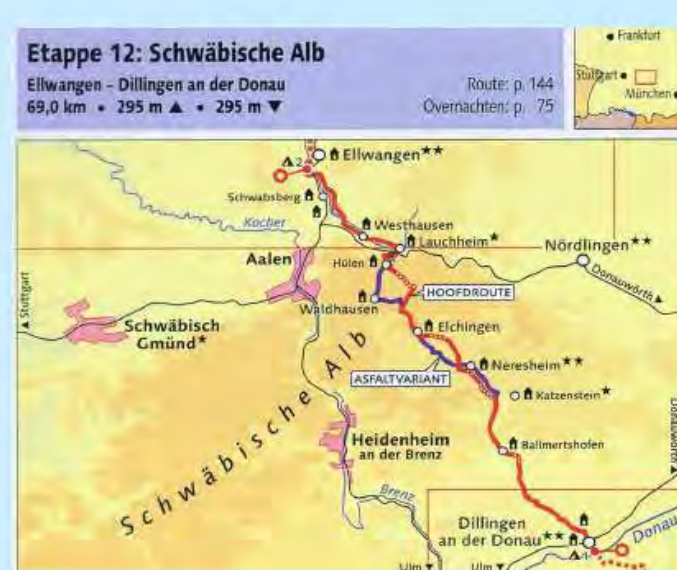 Etappe 12: Schwäbische Alb
Ellwangen – Dillingen an der Donau
69,0 km • 295 m ▲ • 295 m ▼
Route: p. 144
Overnachten: p. 75
Frankfurt
Stuttgart
München
Ellwangen★★
2
Schwabsberg
Kocher
Westhausen
Lauchheim★
Nördlingen★★
Aalen
Hülen
Donauwörth ▲
▲ Stuttgart
HOOFDROUTE
Waldhausen
Schwäbisch
Gmünd★
Elchingen
Schwäbische Alb
ASFALTVARIANT
Neresheim★★
Katzenstein★
Donauwörth ▲
Heidenheim
an der Brenz
Ballmertshofen
Brenz
Dillingen
an der Donau★★
Donau
Ulm ▼
Ulm ▼